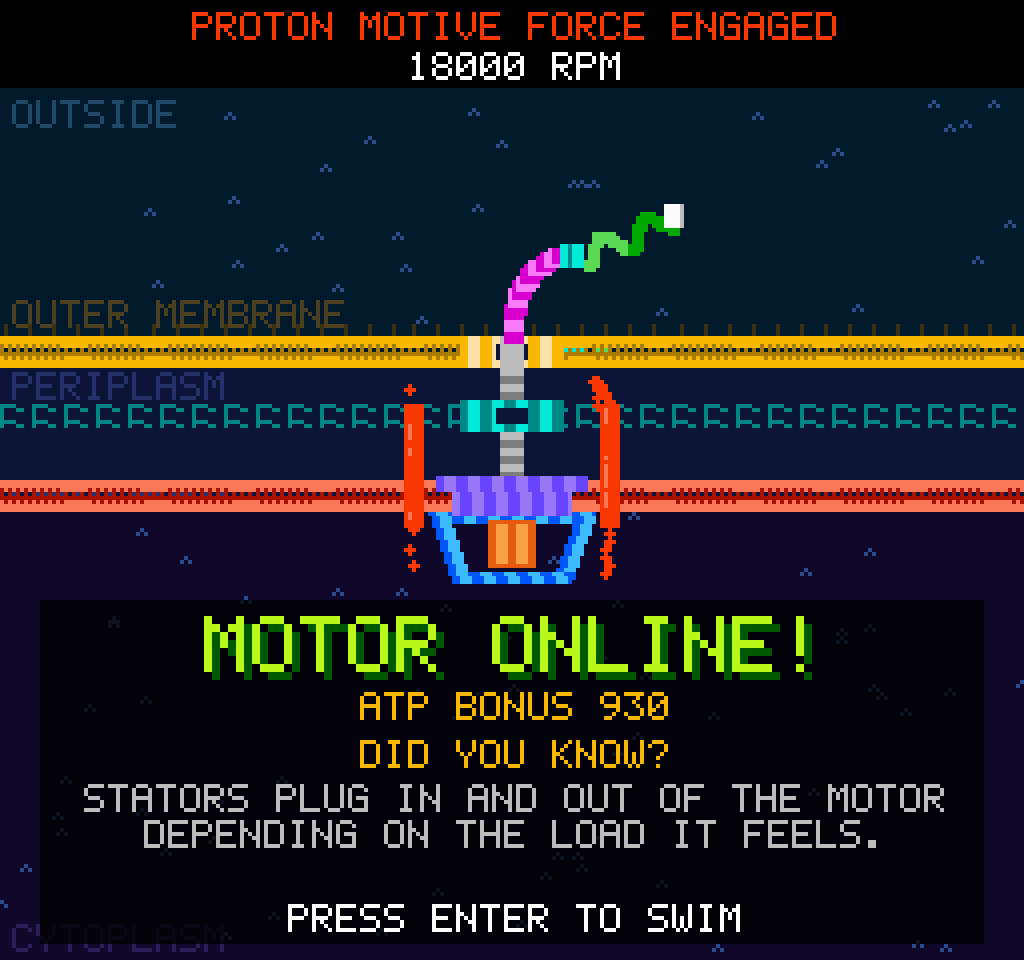 PROTON MOTIVE FORCE ENGAGED
18000 RPM
OUTSIDE
OUTER MEMBRANE
PERIPLASM
MOTOR ONLINE!
ATP BONUS 930
DID YOU KNOW?
STATORS PLUG IN AND OUT OF THE MOTOR
DEPENDING ON THE LOAD IT FEELS.
PRESS ENTER TO SWIM
CYTOPLASM